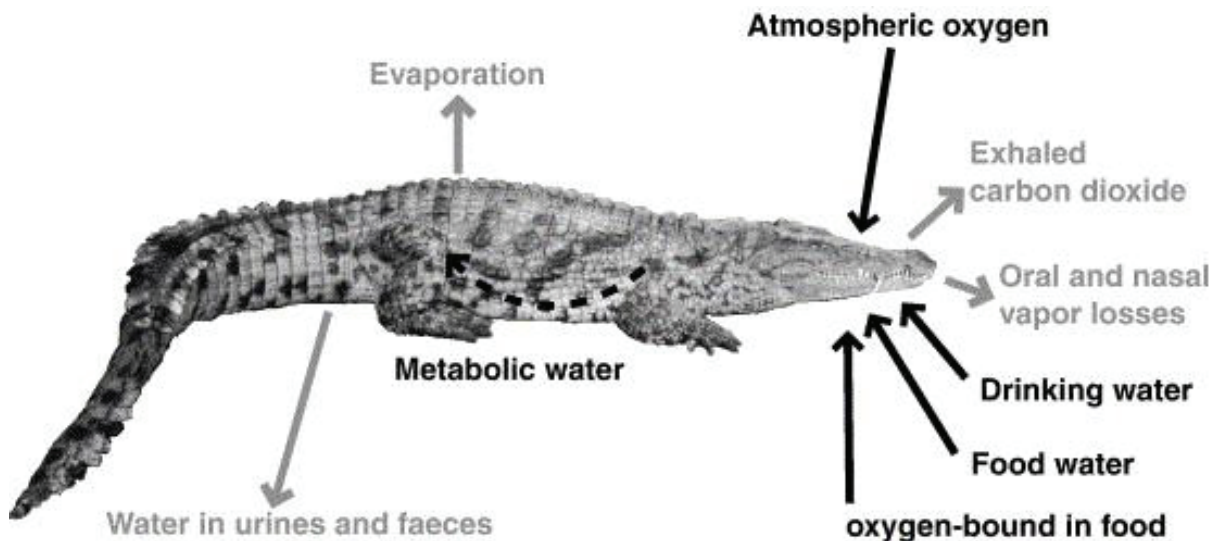 Atmospheric oxygen
Evaporation
Exhaled
carbon dioxide
Oral and nasal
vapor losses
Metabolic water
Drinking water
Food water
Water in urines and faeces
oxygen-bound in food